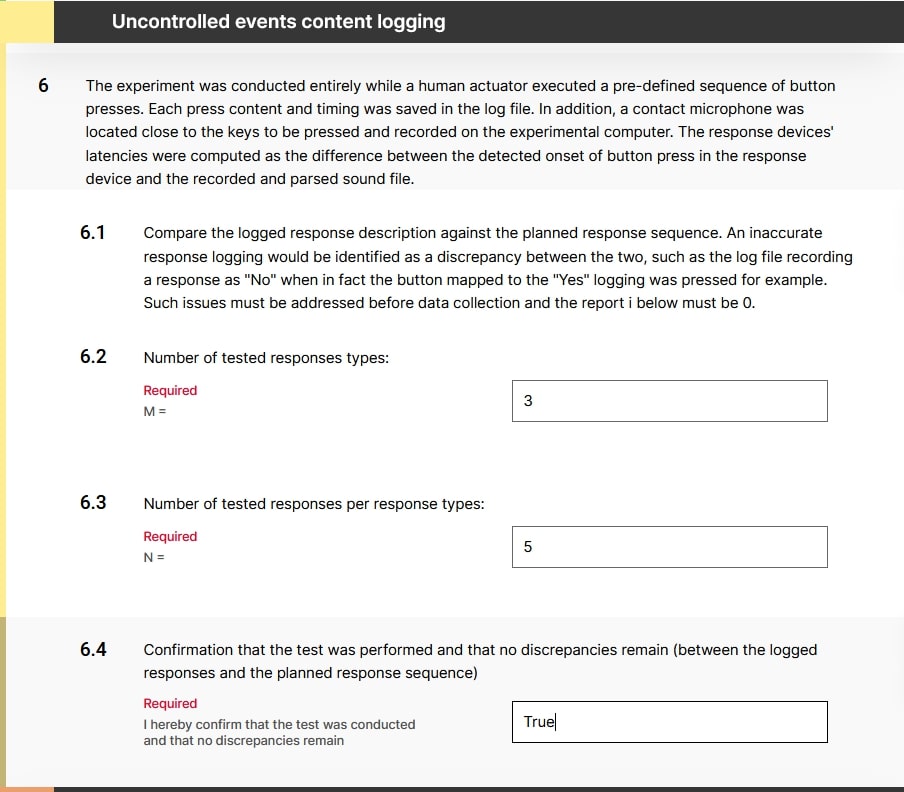 Uncontrolled events content logging
6
The experiment was conducted entirely while a human actuator executed a pre-defined sequence of button
presses. Each press content and timing was saved in the log file. In addition, a contact microphone was
located close to the keys to be pressed and recorded on the experimental computer. The response devices'
latencies were computed as the difference between the detected onset of button press in the response
device and the recorded and parsed sound file.
6.1
Compare the logged response description against the planned response sequence. An inaccurate
response logging would be identified as a discrepancy between the two, such as the log file recording
a response as "No" when in fact the button mapped to the "Yes" logging was pressed for example.
Such issues must be addressed before data collection and the report i below must be 0.
6.2
Number of tested responses types:
Required
M =
3
6.3
Number of tested responses per response types:
Required
N =
5
6.4
Confirmation that the test was performed and that no discrepancies remain (between the logged
responses and the planned response sequence)
Required
I hereby confirm that the test was conducted
and that no discrepancies remain
True